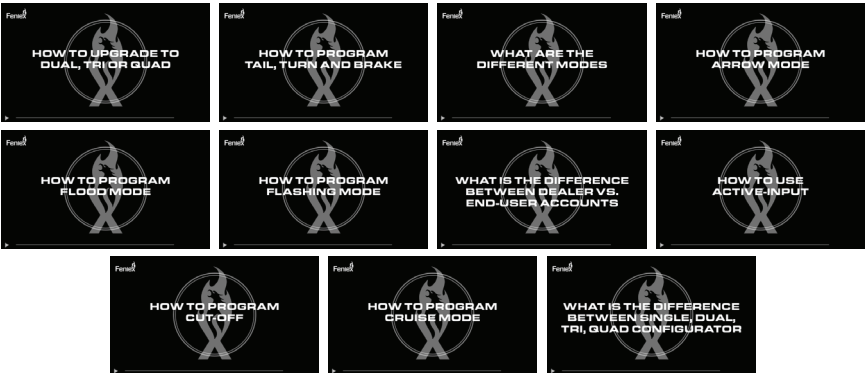 Feniex
HOW TO UPGRADE TO
DUAL, TRI OR QUAD
Feniex
HOW TO PROGRAM
TAIL, TURN AND BRAKE
Feniex
WHAT ARE THE
DIFFERENT MODES
Feniex
HOW TO PROGRAM
ARROW MODE
Feniex
HOW TO PROGRAM
FLOOD MODE
Feniex
HOW TO PROGRAM
FLASHING MODE
Feniex
WHAT IS THE DIFFERENCE
BETWEEN DEALER VS.
END-USER ACCOUNTS
Feniex
HOW TO USE
ACTIVE-INPUT
Feniex
HOW TO PROGRAM
CUT-OFF
Feniex
HOW TO PROGRAM
CRUISE MODE
Feniex
WHAT IS THE DIFFERENCE
BETWEEN SINGLE, DUAL,
TRI, QUAD CONFIGURATOR